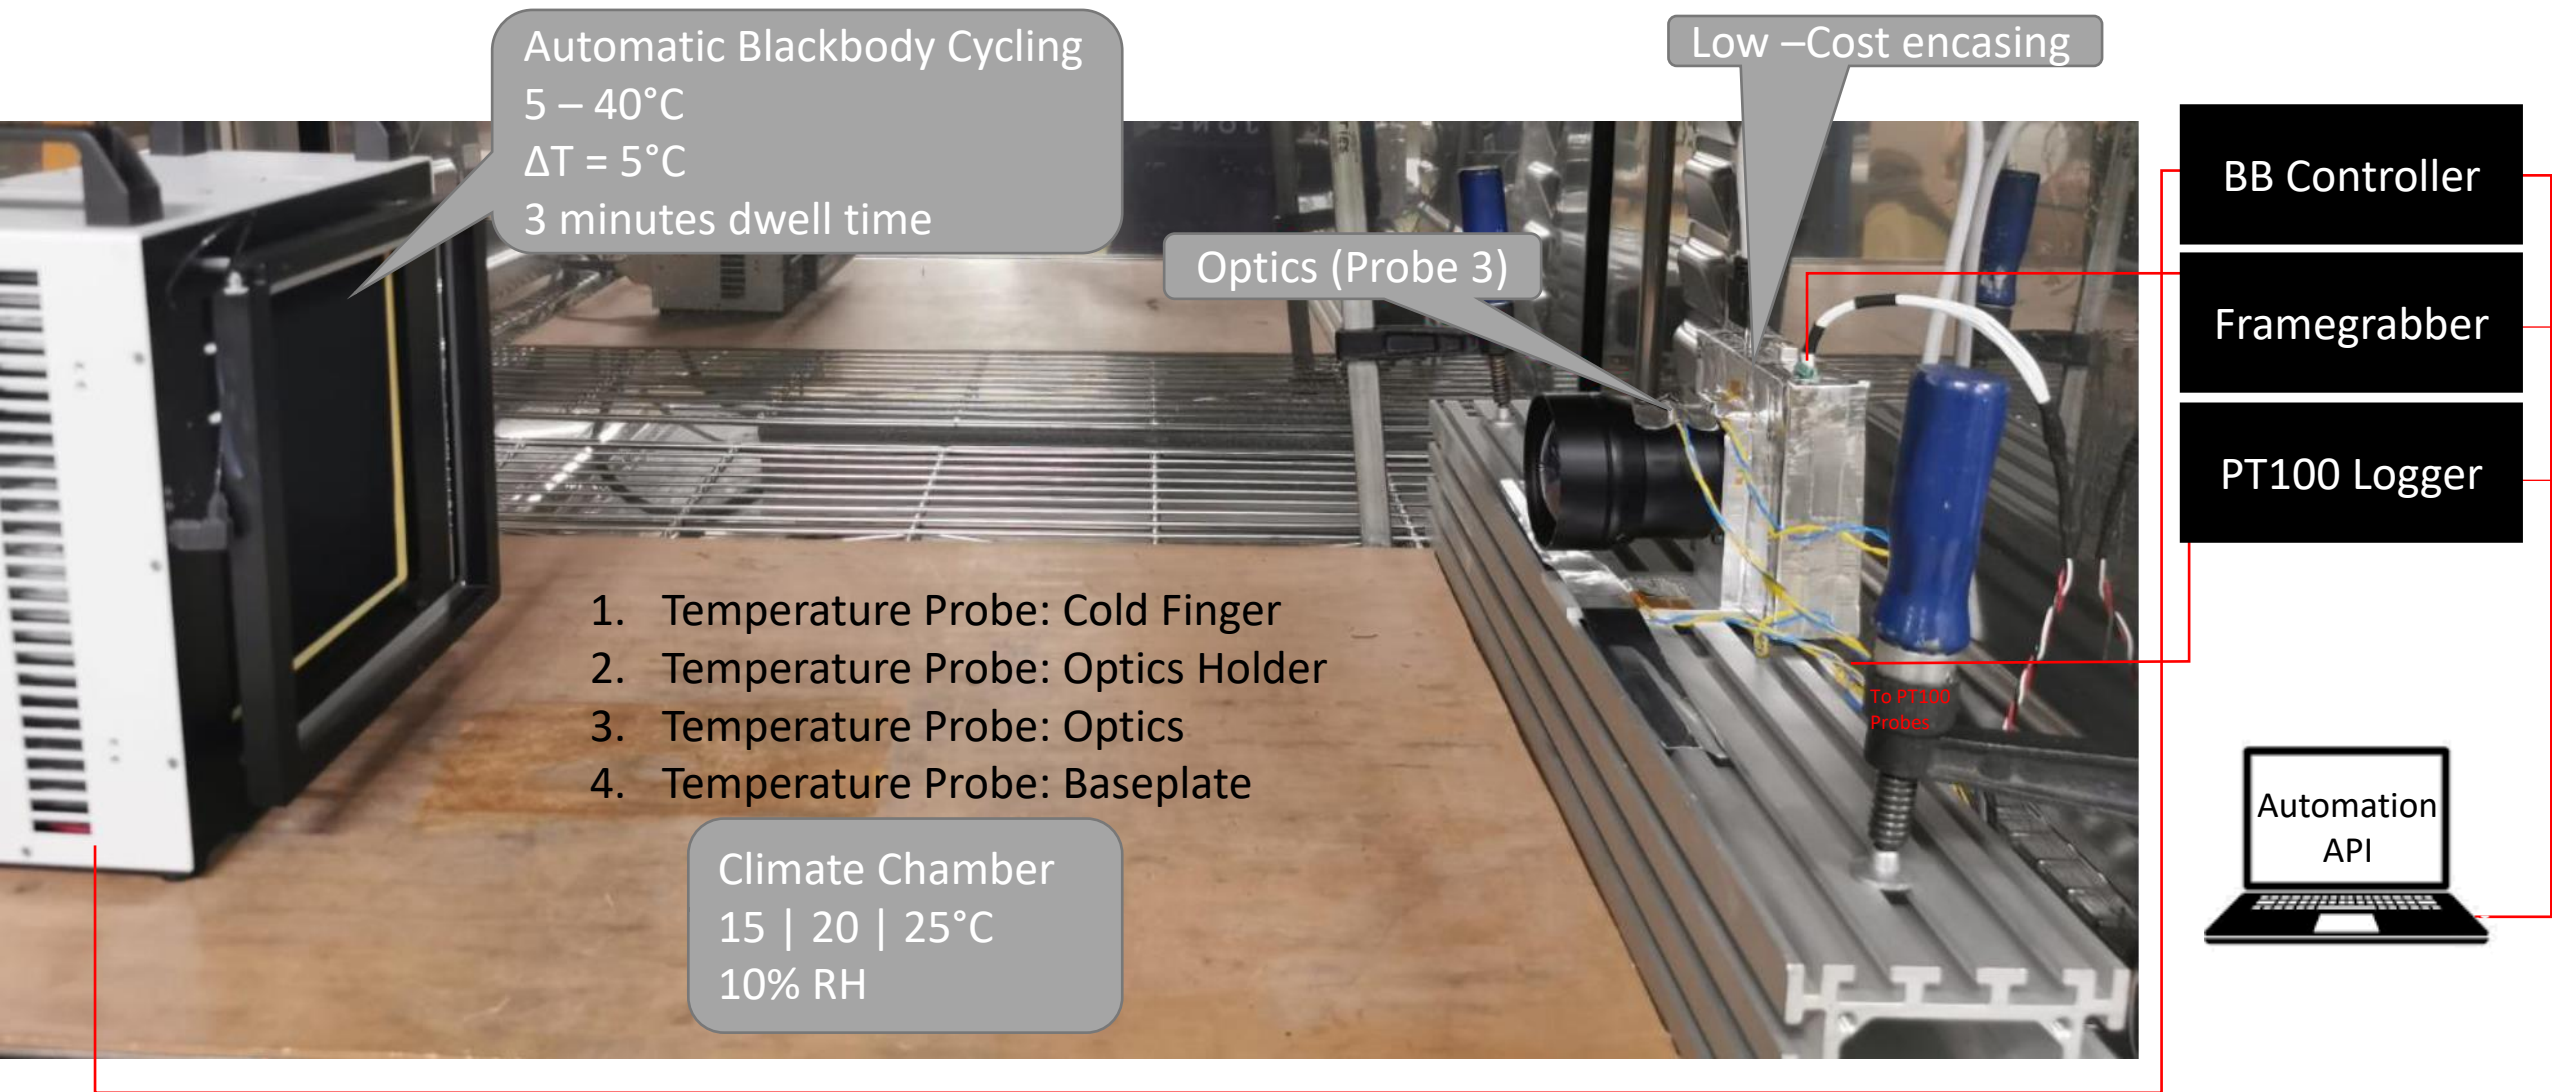 Automatic Blackbody Cycling
5 – 40°C
ΔT = 5°C
3 minutes dwell time
Low –Cost encasing
Optics (Probe 3)
BB Controller
Framegrabber
PT100 Logger
1. Temperature Probe: Cold Finger
2. Temperature Probe: Optics Holder
3. Temperature Probe: Optics
4. Temperature Probe: Baseplate
To PT100
Probes
Climate Chamber
15 | 20 | 25°C
10% RH
Automation
API